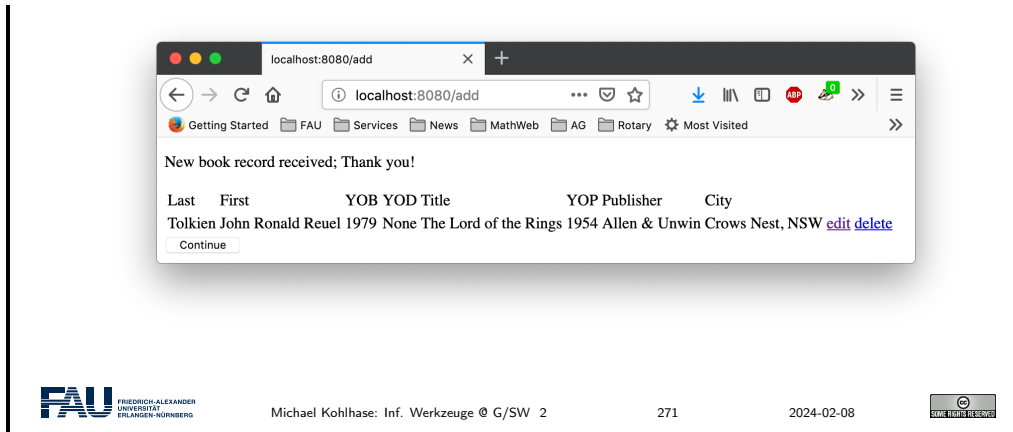 localhost:8080/add
localhost:8080/add
ABP
0
Getting Started FAU Services News MathWeb AG Rotary Most Visited
New book record received; Thank you!
Last First YOB YOD Title YOP Publisher City
Tolkien John Ronald Reuel 1979 None The Lord of the Rings 1954 Allen & Unwin Crows Nest, NSW edit delete
Continue
FAU
FRIEDRICH-ALEXANDER
UNIVERSITÄT
ERLANGEN-NÜRNBERG
Michael Kohlhase: Inf. Werkzeuge @ G/SW 2 271 2024-02-08
cc
SOME RIGHTS RESERVED